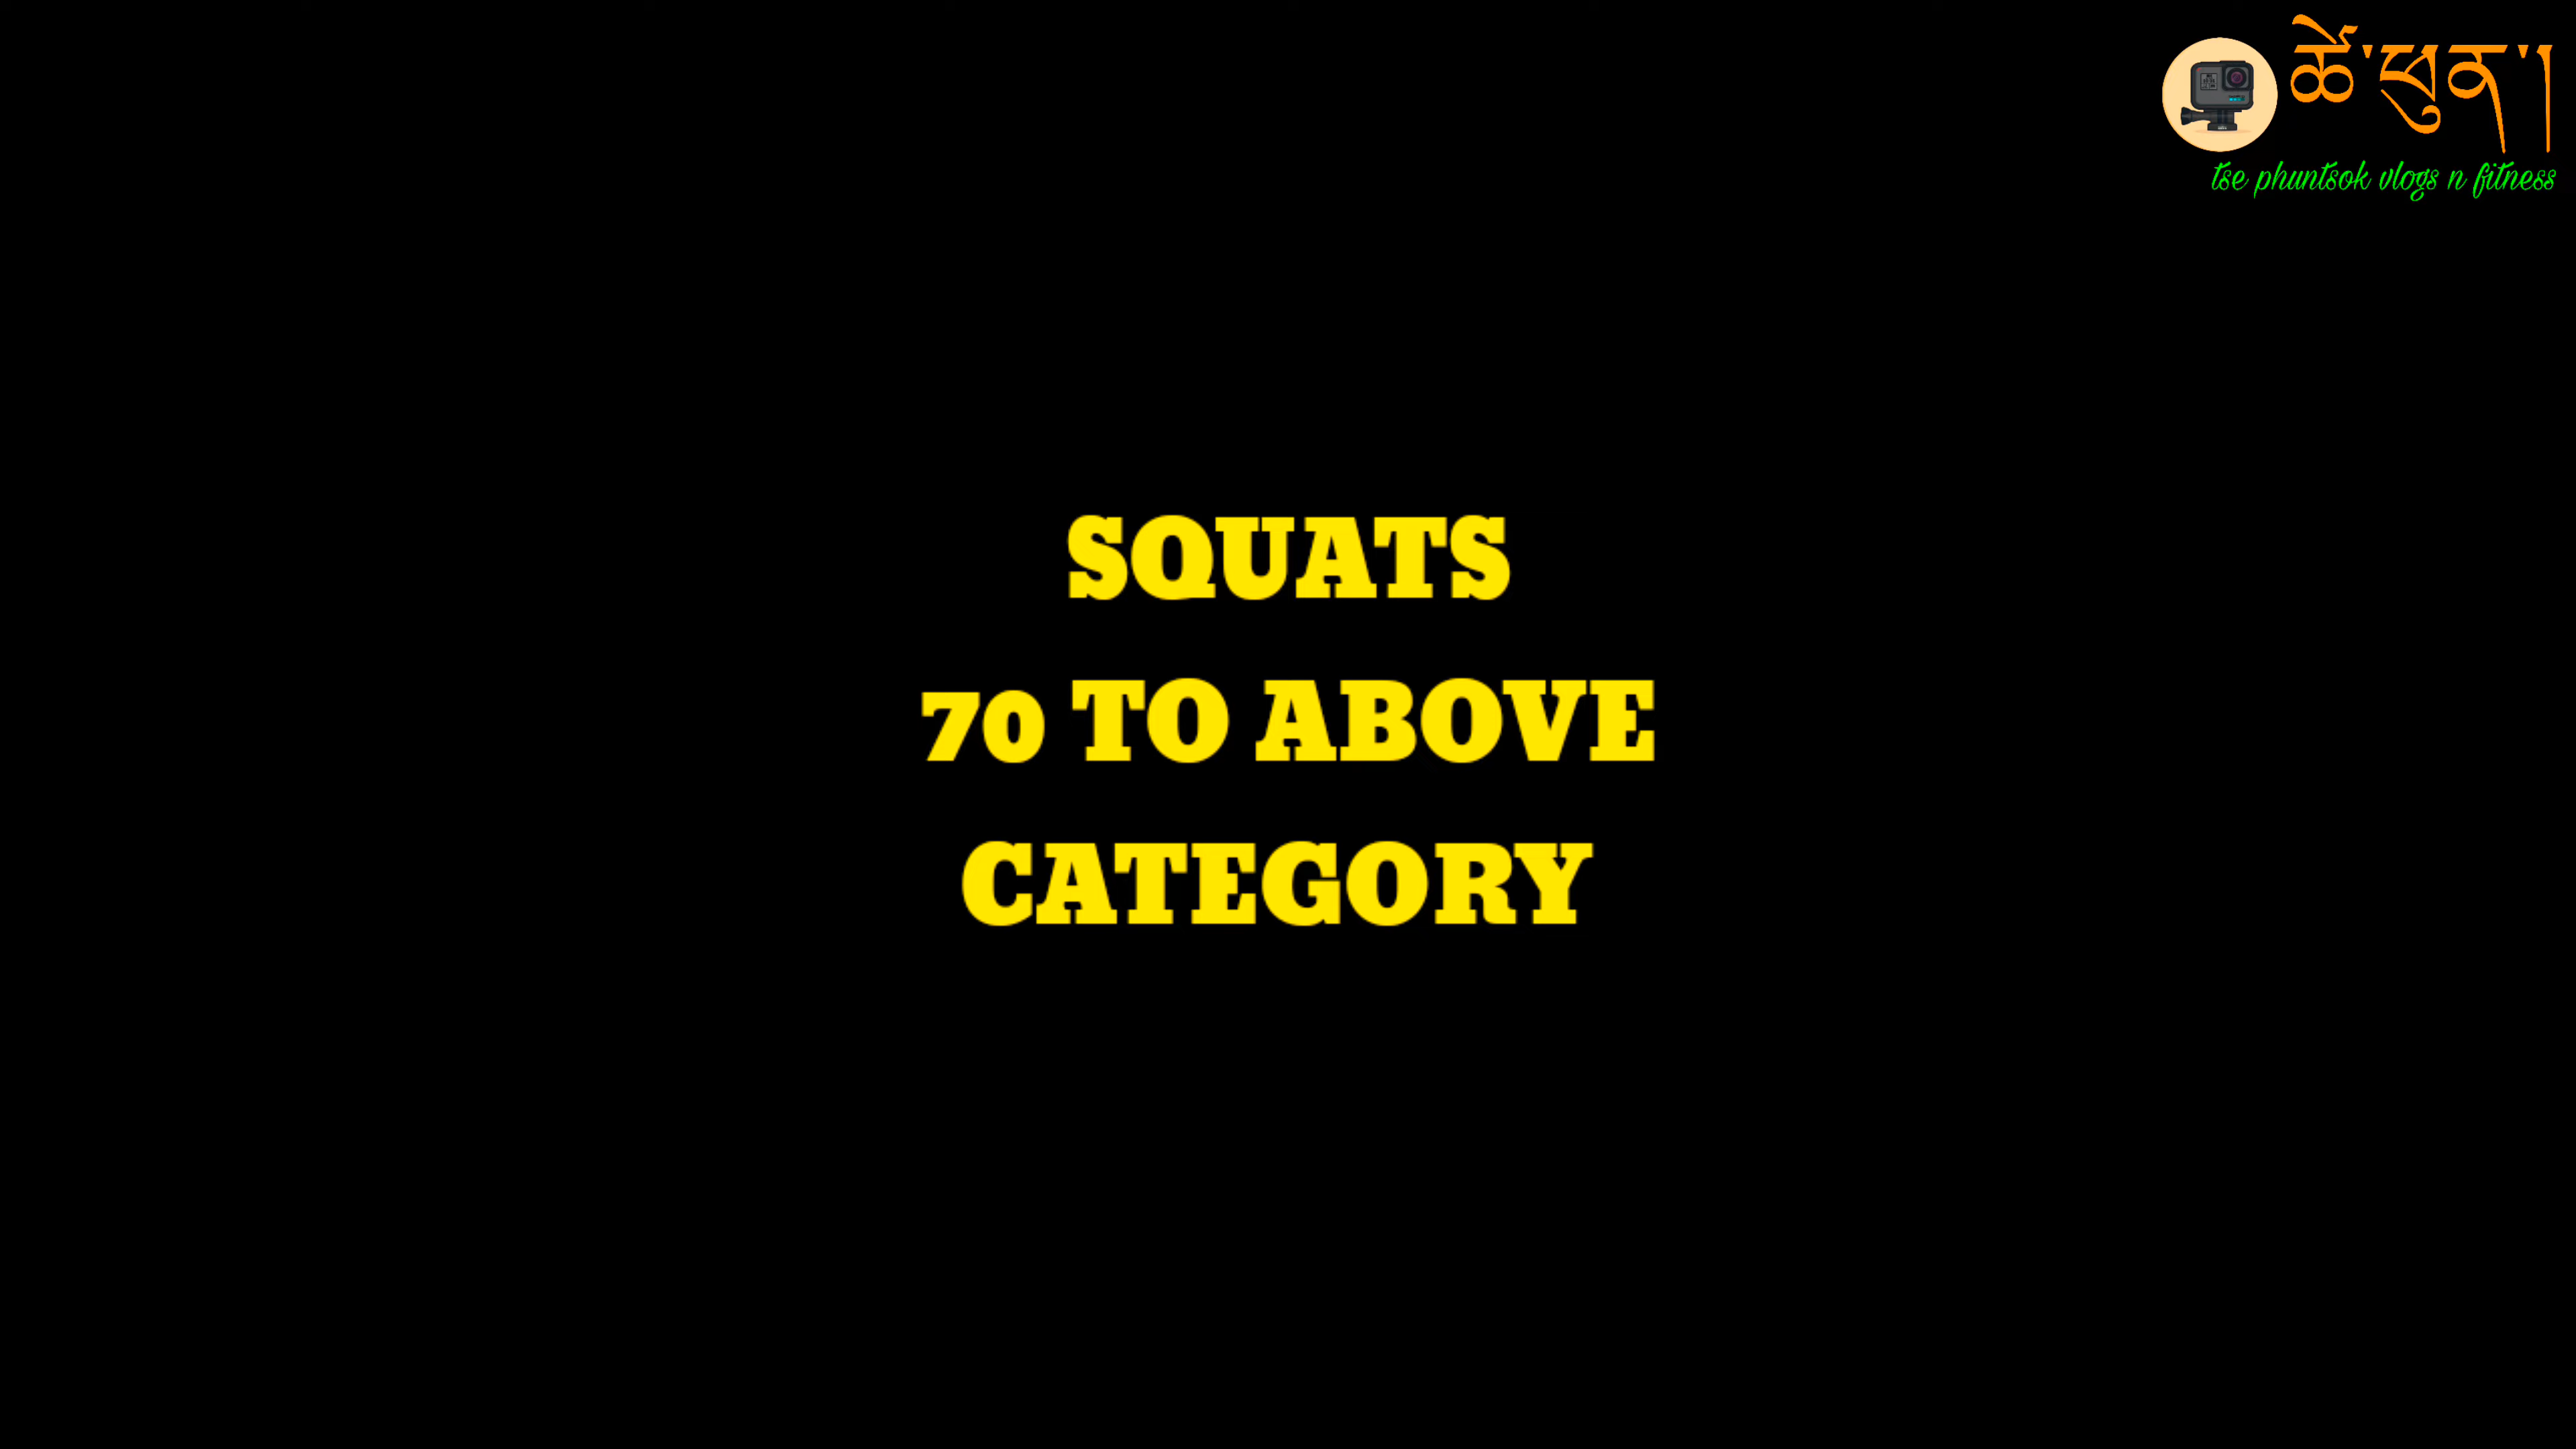 ཚེ་ཕུན་།
tse phuntsok vlogs n fitness
SQUATS
70 TO ABOVE
CATEGORY